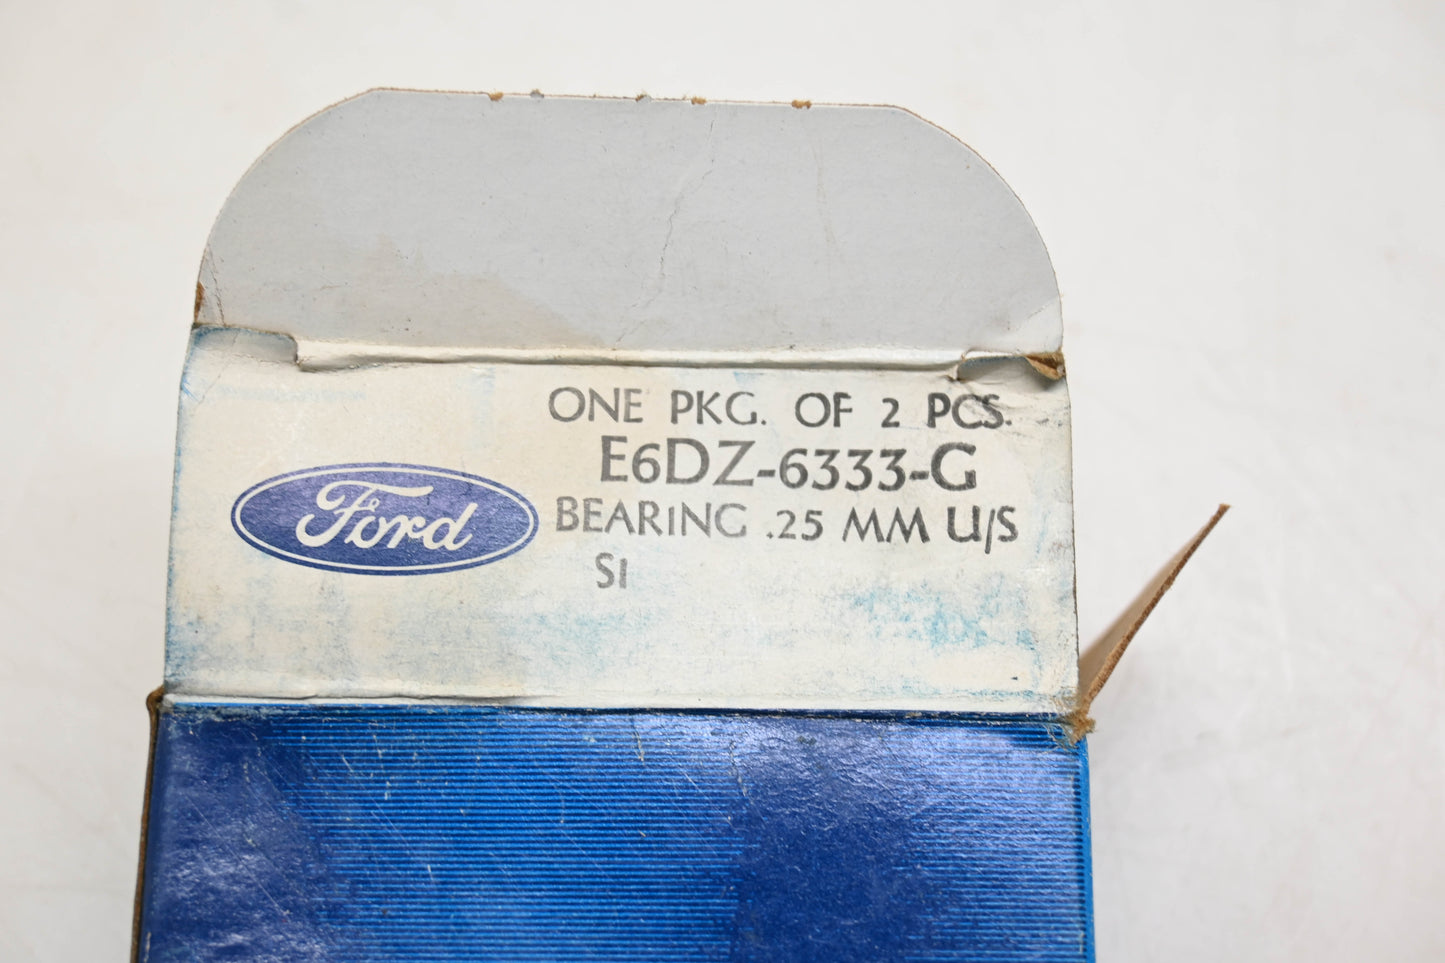 ONE PKG. OF 2 PCS.
E6DZ-6333-G
Ford
BEARING .25 MM U/S
S1